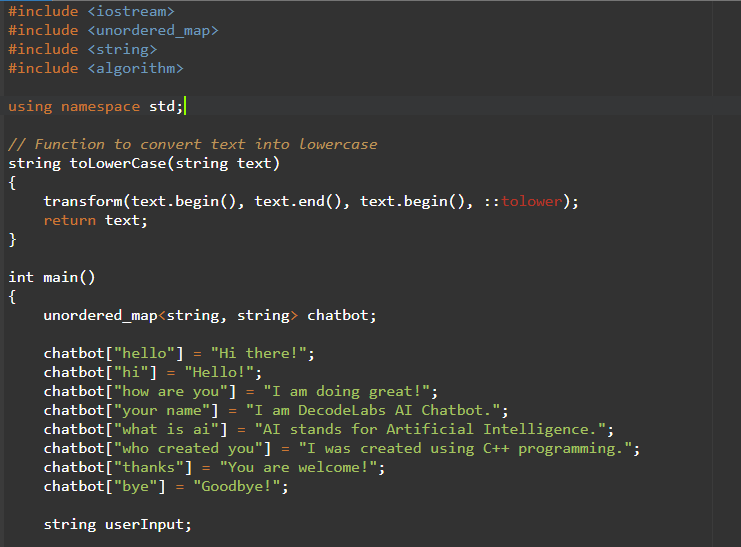 #include <iostream>
#include <unordered_map>
#include <string>
#include <algorithm>
using namespace std;
// Function to convert text into lowercase
string toLowerCase(string text)
{
    transform(text.begin(), text.end(), text.begin(), ::tolower);
    return text;
}
int main()
{
    unordered_map<string, string> chatbot;
    chatbot["hello"] = "Hi there!";
    chatbot["hi"] = "Hello!";
    chatbot["how are you"] = "I am doing great!";
    chatbot["your name"] = "I am DecodeLabs AI Chatbot.";
    chatbot["what is ai"] = "AI stands for Artificial Intelligence.";
    chatbot["who created you"] = "I was created using C++ programming.";
    chatbot["thanks"] = "You are welcome!";
    chatbot["bye"] = "Goodbye!";
    string userInput;